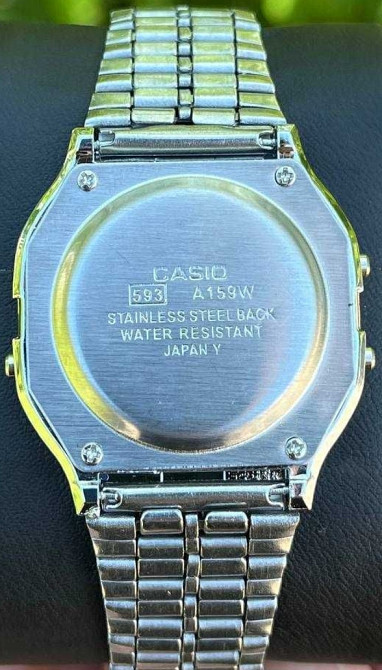 CASIO
593 A159W
STAINLESS STEEL BACK
WATER RESISTANT
JAPAN Y